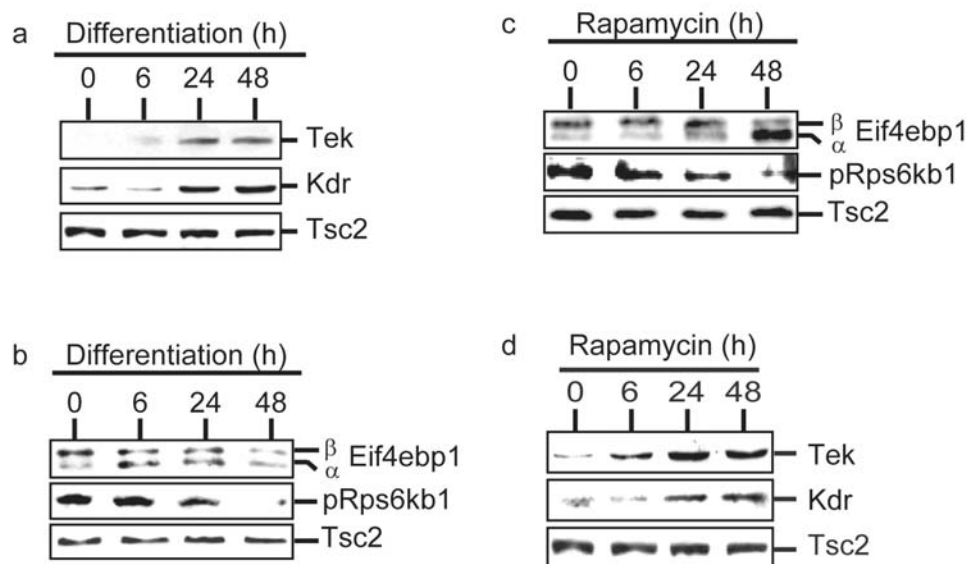 a
Differentiation (h)
0 6 24 48
Tek
Kdr
Tsc2
b
Differentiation (h)
0 6 24 48
β
α Eif4ebp1
pRps6kb1
Tsc2
c
Rapamycin (h)
0 6 24 48
β
α Eif4ebp1
pRps6kb1
Tsc2
d
Rapamycin (h)
0 6 24 48
Tek
Kdr
Tsc2